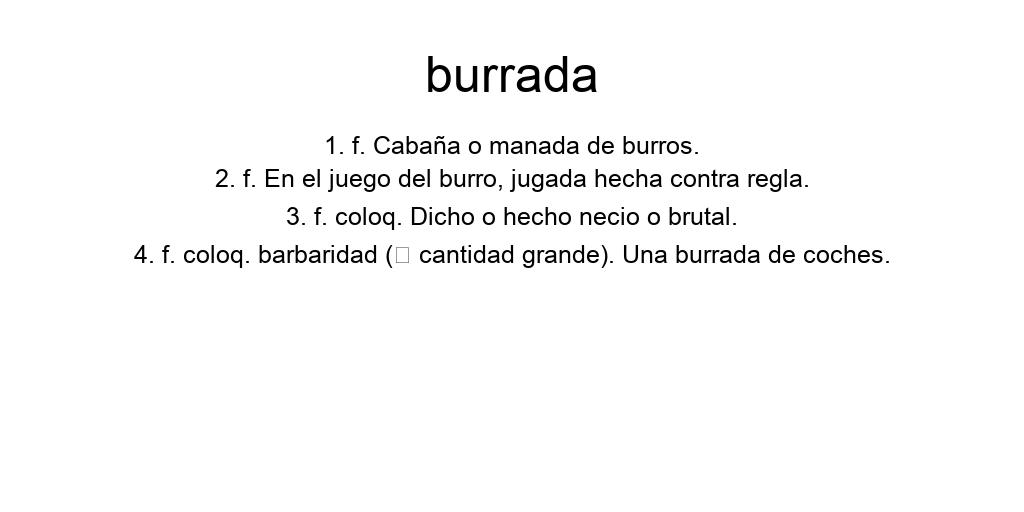 burrada
1. f. Cabaña o manada de burros.
2. f. En el juego del burro, jugada hecha contra regla.
3. f. coloq. Dicho o hecho necio o brutal.
4. f. coloq. barbaridad (□ cantidad grande). Una burrada de coches.